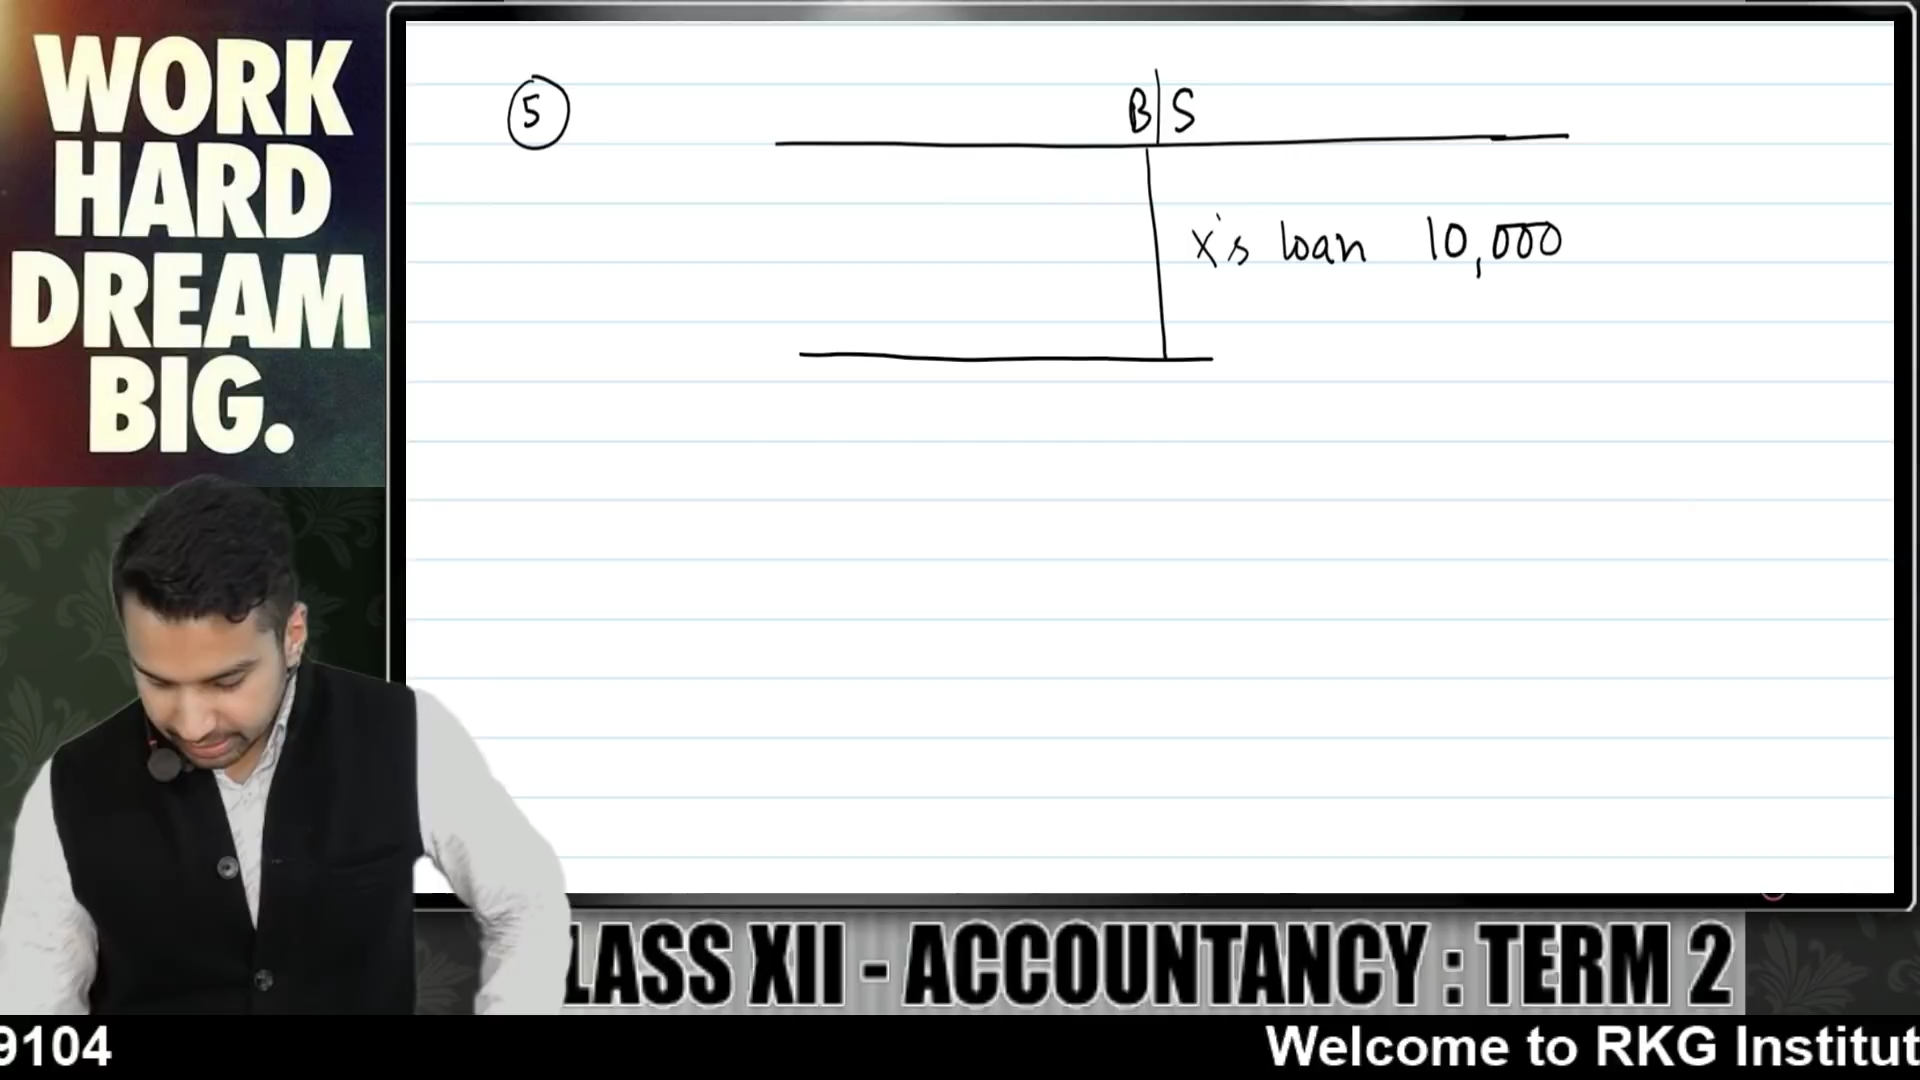 WORK
HARD
DREAM
BIG.
5
B S
X's loan 10,000
LASS XII - ACCOUNTANCY : TERM 2
9104
Welcome to RKG Institut